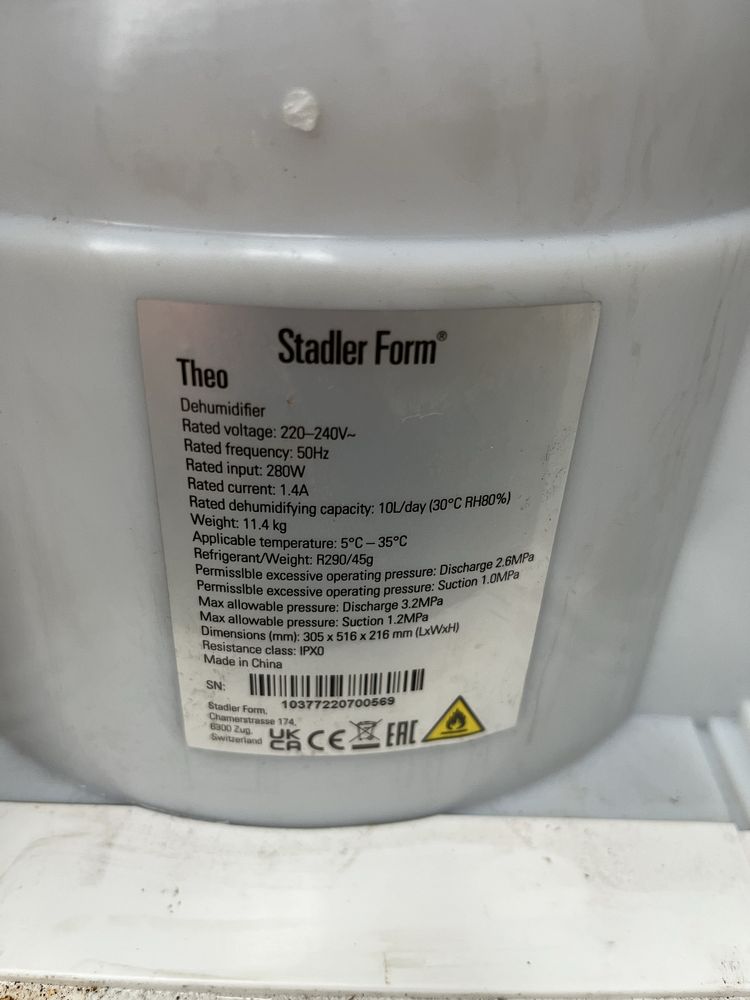 Stadler Form®
Theo
Dehumidifier
Rated voltage: 220–240V~
Rated frequency: 50Hz
Rated input: 280W
Rated current: 1.4A
Rated dehumidifying capacity: 10L/day (30°C RH80%)
Weight: 11.4 kg
Applicable temperature: 5°C – 35°C
Refrigerant/Weight: R290/45g
Permisslble excessive operating pressure: Discharge 2.6MPa
Permisslble excessive operating pressure: Suction 1.0MPa
Max allowable pressure: Discharge 3.2MPa
Max allowable pressure: Suction 1.2MPa
Dimensions (mm): 305 x 516 x 216 mm (LxWxH)
Resistance class: IPX0
Made in China
SN:
10377220700569
Stadler Form,
Chamerstrasse 174,
6300 Zug,
Switzerland
UK CA CE EAC